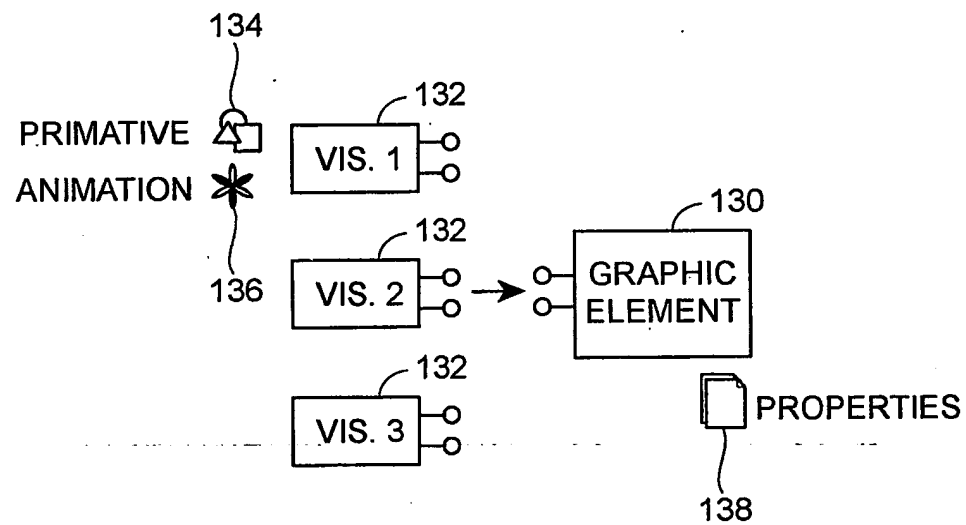 134
132
PRIMATIVE
VIS. 1
ANIMATION
130
132
136
VIS. 2
GRAPHIC
ELEMENT
132
VIS. 3
PROPERTIES
138